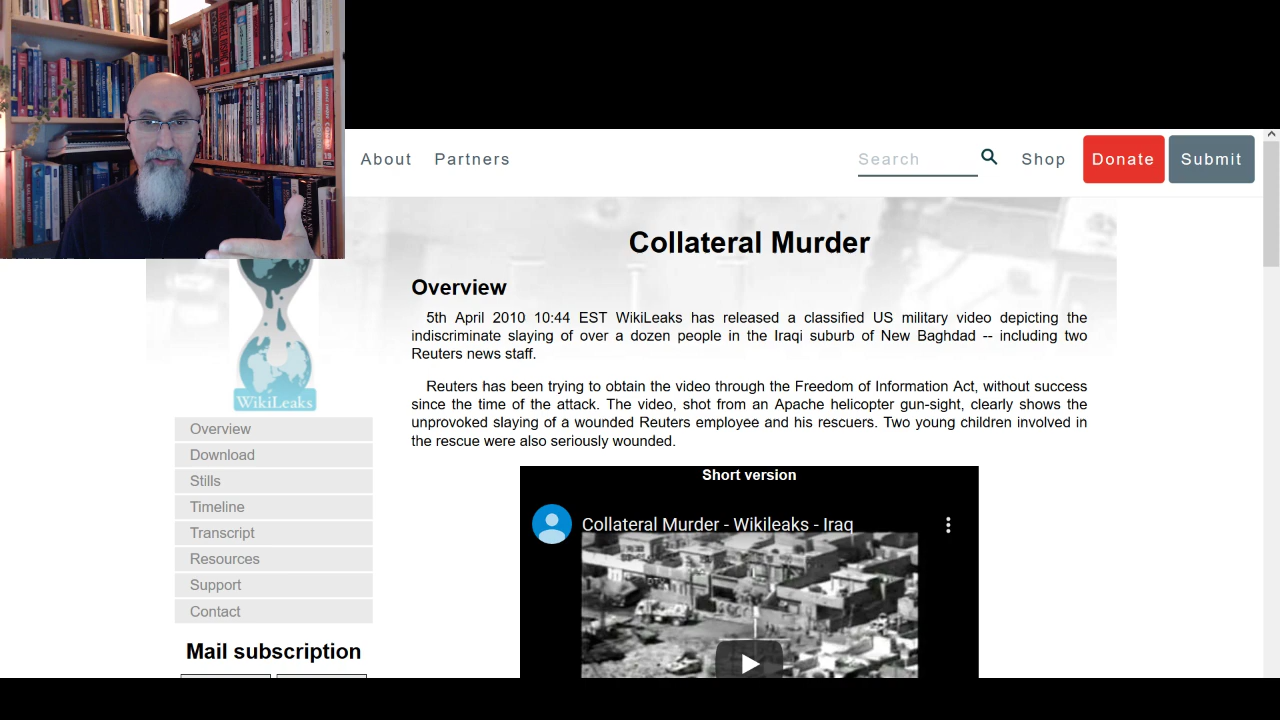 About Partners Search Shop Donate Submit
Collateral Murder
Overview
5th April 2010 10:44 EST WikiLeaks has released a classified US military video depicting the
indiscriminate slaying of over a dozen people in the Iraqi suburb of New Baghdad -- including two
Reuters news staff.
Reuters has been trying to obtain the video through the Freedom of Information Act, without success
since the time of the attack. The video, shot from an Apache helicopter gun-sight, clearly shows the
unprovoked slaying of a wounded Reuters employee and his rescuers. Two young children involved in
the rescue were also seriously wounded.
Short version
Collateral Murder - Wikileaks - Iraq
WikiLeaks
Overview
Download
Stills
Timeline
Transcript
Resources
Support
Contact
Mail subscription